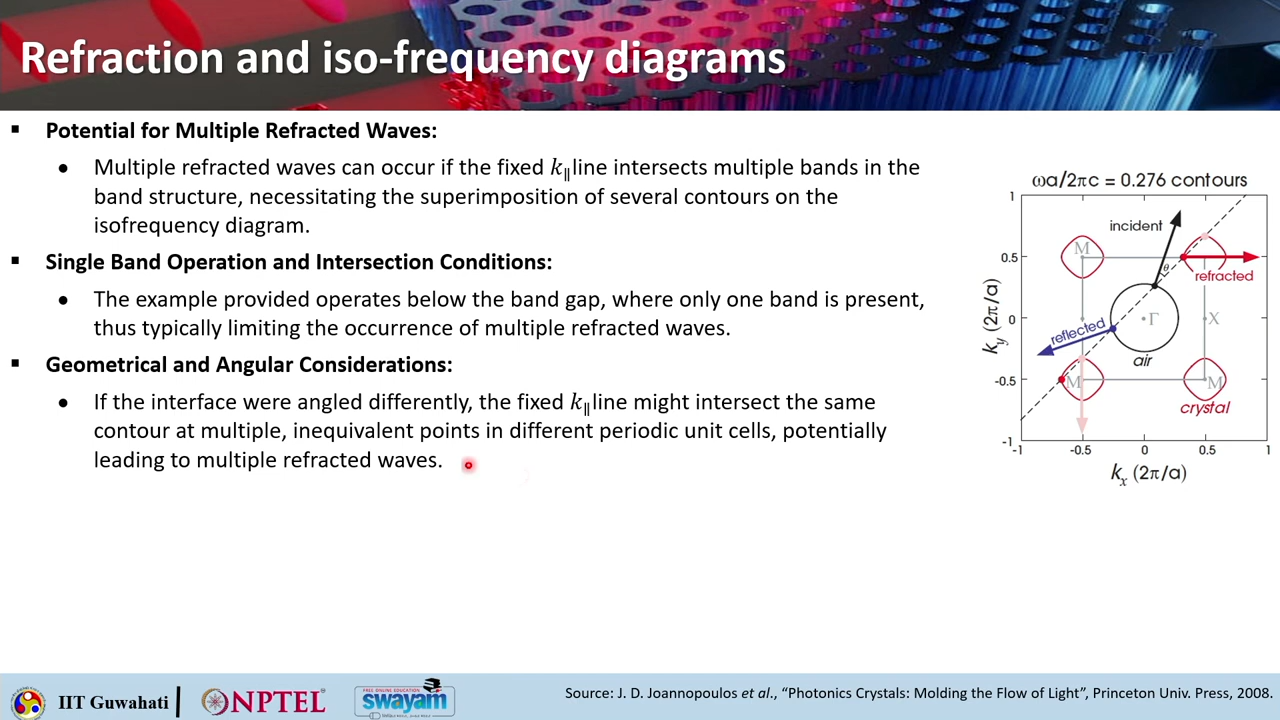 Refraction and iso-frequency diagrams
▪ Potential for Multiple Refracted Waves:
• Multiple refracted waves can occur if the fixed k∥line intersects multiple bands in the
band structure, necessitating the superimposition of several contours on the
isofrequency diagram.
▪ Single Band Operation and Intersection Conditions:
• The example provided operates below the band gap, where only one band is present,
thus typically limiting the occurrence of multiple refracted waves.
▪ Geometrical and Angular Considerations:
• If the interface were angled differently, the fixed k∥line might intersect the same
contour at multiple, inequivalent points in different periodic unit cells, potentially
leading to multiple refracted waves.
ωa/2πc = 0.276 contours
1
incident
M
0.5
θ
refracted
k_y (2π/a)
0
Γ
X
reflected
air
-0.5
M
M
crystal
-1
-1
-0.5
0
0.5
1
k_x (2π/a)
IIT Guwahati
NPTEL
FREE ONLINE EDUCATION
swayam
Source: J. D. Joannopoulos et al., “Photonics Crystals: Molding the Flow of Light”, Princeton Univ. Press, 2008.